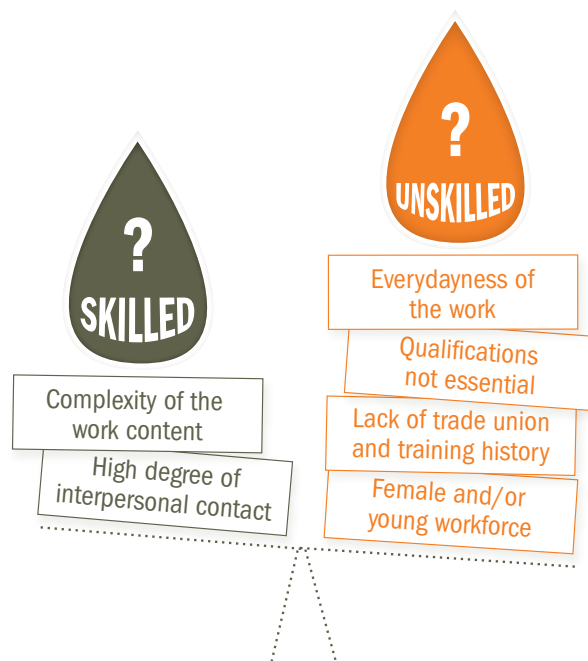 ?
SKILLED
Complexity of the
work content
High degree of
interpersonal contact
?
UNSKILLED
Everydayness of
the work
Qualifications
not essential
Lack of trade union
and training history
Female and/or
young workforce